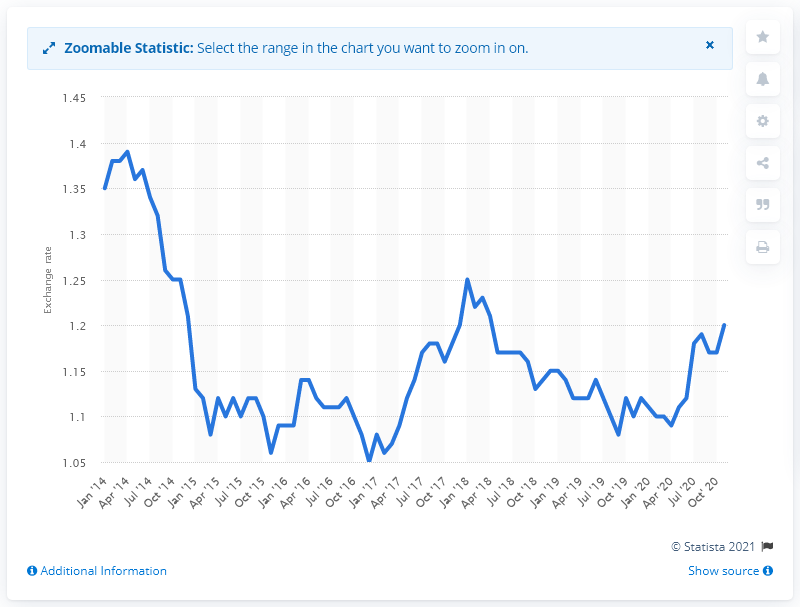 Zoomable Statistic: Select the range in the chart you want to zoom in on.
Exchange rate
1.45
1.4
1.35
1.3
1.25
1.2
1.15
1.1
1.05
Jan '14
Apr '14
Jul '14
Oct '14
Jan '15
Apr '15
Jul '15
Oct '15
Jan '16
Apr '16
Jul '16
Oct '16
Jan '17
Apr '17
Jul '17
Oct '17
Jan '18
Apr '18
Jul '18
Oct '18
Jan '19
Apr '19
Jul '19
Oct '19
Jan '20
Apr '20
Jul '20
Oct' 20
© Statista 2021
Additional Information
Show source